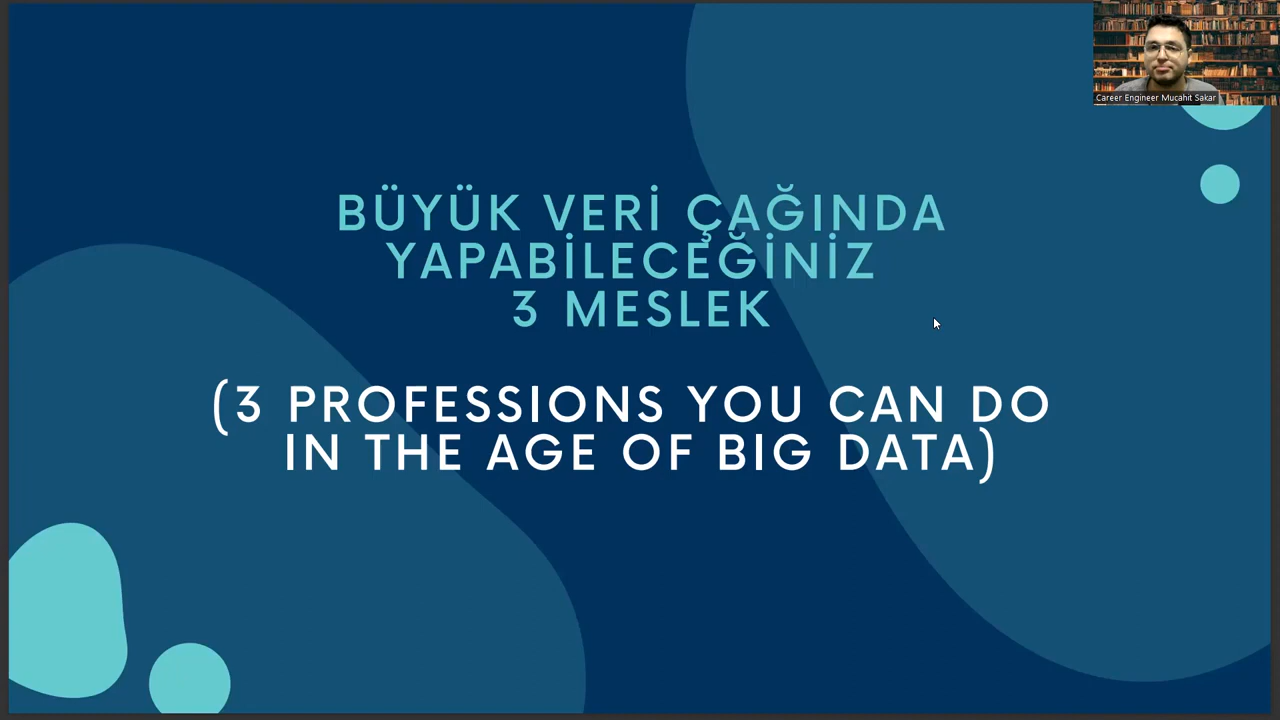 Career Engineer Mucahit Sakar
BÜYÜK VERİ ÇAĞINDA
YAPABİLECEĞİNİZ
3 MESLEK
(3 PROFESSIONS YOU CAN DO
IN THE AGE OF BIG DATA)